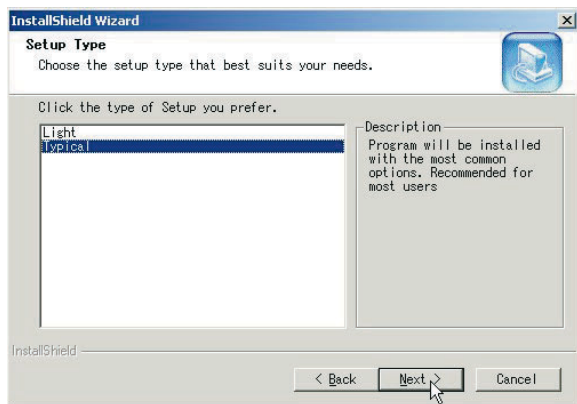 InstallShield Wizard
Setup Type
Choose the setup type that best suits your needs.
Click the type of Setup you prefer.
Light
Typical
Description
Program will be installed
with the most common
options. Recommended for
most users
InstallShield
< Back
Next >
Cancel